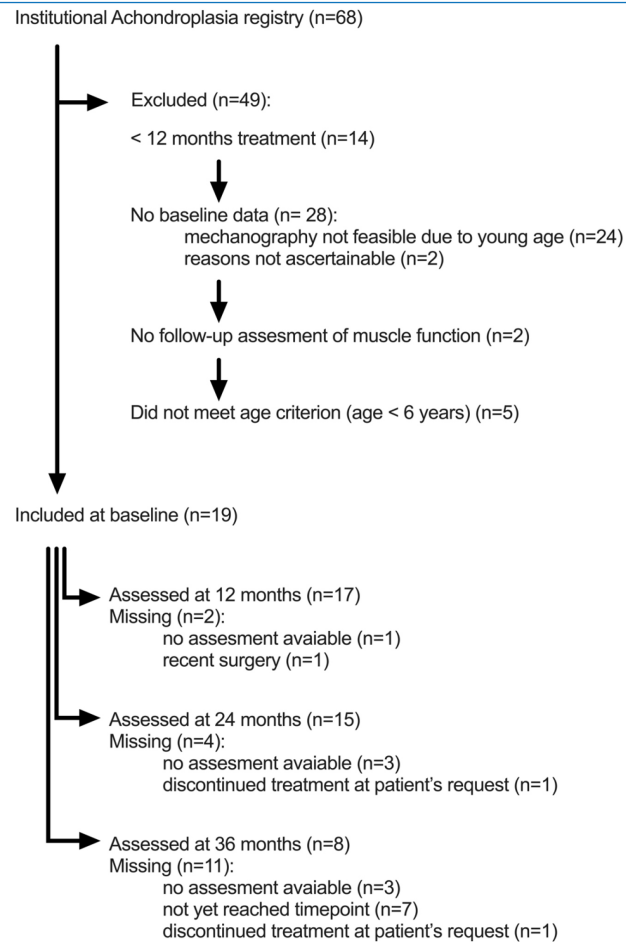 Institutional Achondroplasia registry (n=68)
Excluded (n=49):
< 12 months treatment (n=14)
No baseline data (n= 28):
mechanography not feasible due to young age (n=24)
reasons not ascertainable (n=2)
No follow-up assesment of muscle function (n=2)
Did not meet age criterion (age < 6 years) (n=5)
Included at baseline (n=19)
Assessed at 12 months (n=17)
Missing (n=2):
no assesment avaiable (n=1)
recent surgery (n=1)
Assessed at 24 months (n=15)
Missing (n=4):
no assesment avaiable (n=3)
discontinued treatment at patient's request (n=1)
Assessed at 36 months (n=8)
Missing (n=11):
no assesment avaiable (n=3)
not yet reached timepoint (n=7)
discontinued treatment at patient's request (n=1)